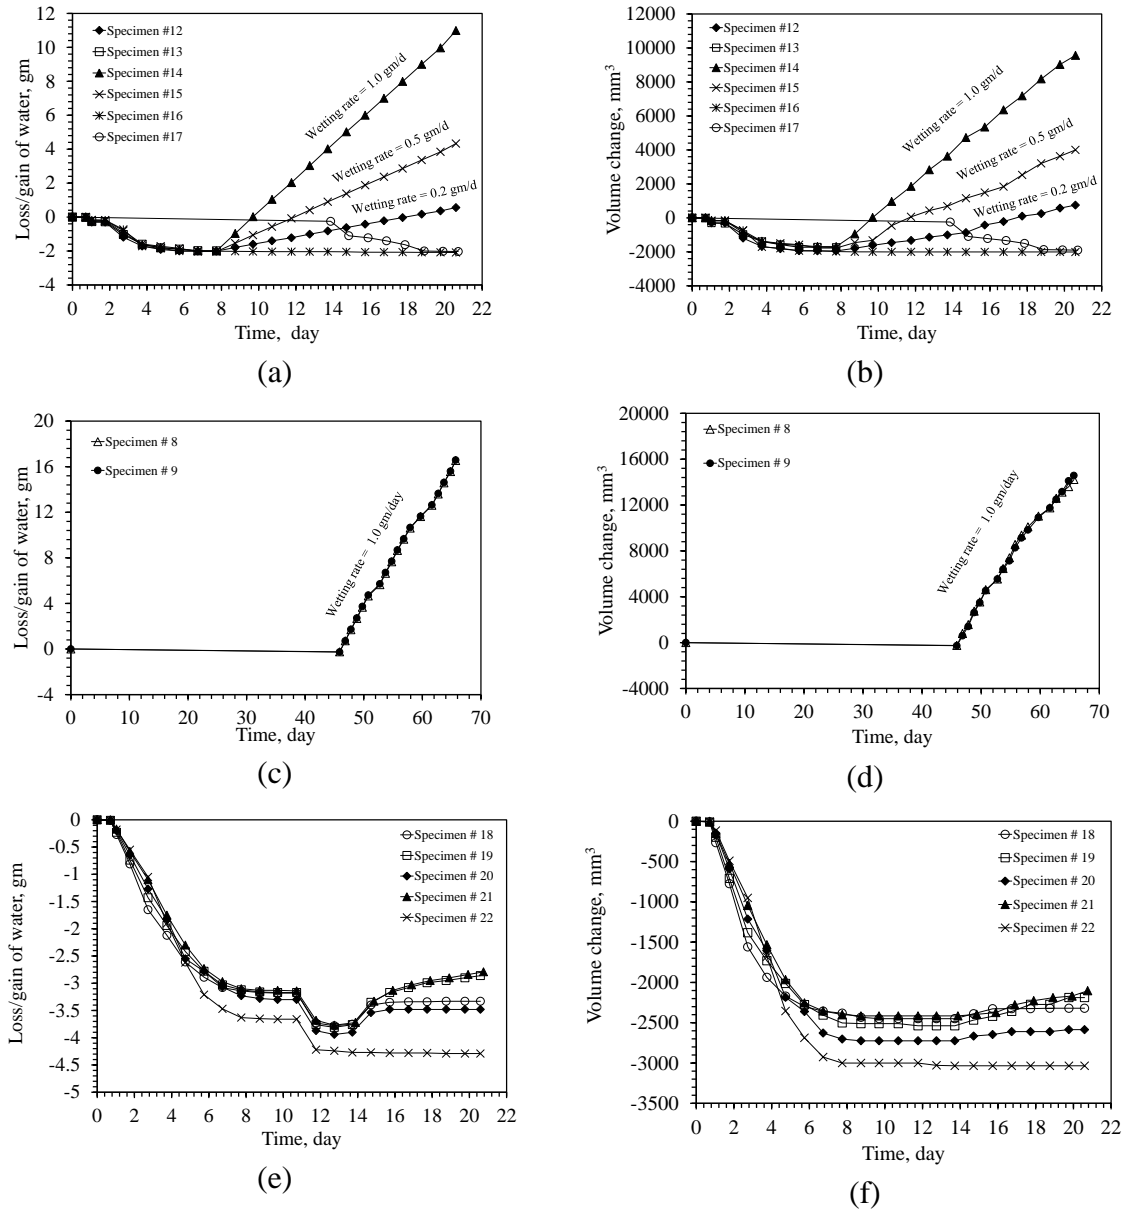 12
10
8
6
4
2
0
-2
-4
Loss/gain of water, gm
Specimen #12
Specimen #13
Specimen #14
Specimen #15
Specimen #16
Specimen #17
Wetting rate = 1.0 gm/d
Wetting rate = 0.5 gm/d
Wetting rate = 0.2 gm/d
0 2 4 6 8 10 12 14 16 18 20 22
Time, day
(a)
12000
10000
8000
6000
4000
2000
0
-2000
-4000
Volume change, mm³
Specimen #12
Specimen #13
Specimen #14
Specimen #15
Specimen #16
Specimen #17
Wetting rate = 1.0 gm/d
Wetting rate = 0.5 gm/d
Wetting rate = 0.2 gm/d
0 2 4 6 8 10 12 14 16 18 20 22
Time, day
(b)
20
16
12
8
4
0
-4
Loss/gain of water, gm
Specimen # 8
Specimen # 9
Wetting rate = 1.0 gm/day
0 10 20 30 40 50 60 70
Time, day
(c)
20000
16000
12000
8000
4000
0
-4000
Volume change, mm³
Specimen # 8
Specimen # 9
Wetting rate = 1.0 gm/day
0 10 20 30 40 50 60 70
Time, day
(d)
0
-0.5
-1
-1.5
-2
-2.5
-3
-3.5
-4
-4.5
-5
Loss/gain of water, gm
Specimen # 18
Specimen # 19
Specimen # 20
Specimen # 21
Specimen # 22
0 2 4 6 8 10 12 14 16 18 20 22
Time, day
(e)
0
-500
-1000
-1500
-2000
-2500
-3000
-3500
Volume change, mm³
Specimen # 18
Specimen # 19
Specimen # 20
Specimen # 21
Specimen # 22
0 2 4 6 8 10 12 14 16 18 20 22
Time, day
(f)